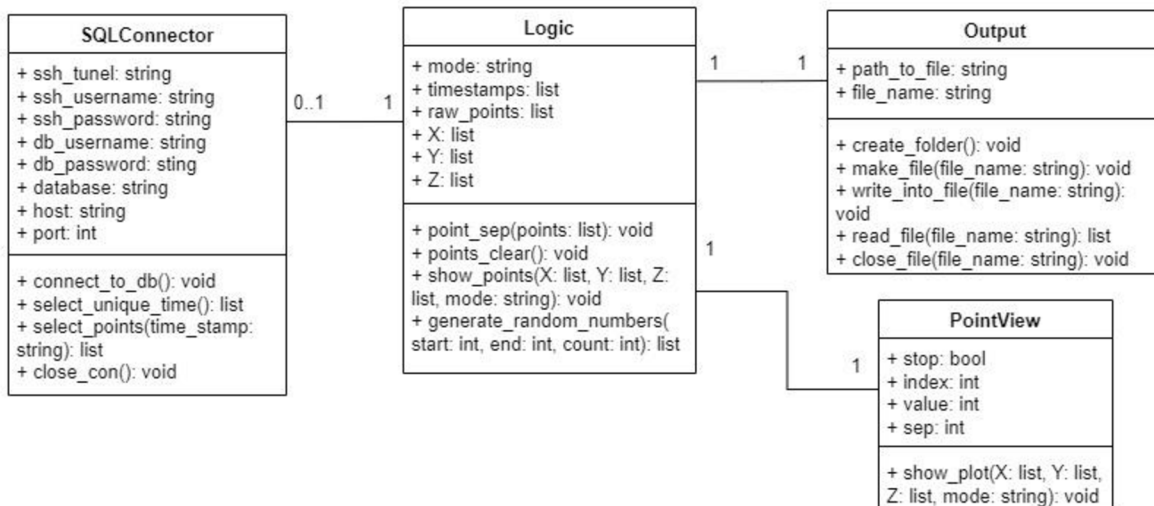 SQLConnector
+ ssh_tunel: string
+ ssh_username: string
+ ssh_password: string
+ db_username: string
+ db_password: sting
+ database: string
+ host: string
+ port: int
+ connect_to_db(): void
+ select_unique_time(): list
+ select_points(time_stamp:
string): list
+ close_con(): void
0..1
1
Logic
+ mode: string
+ timestamps: list
+ raw_points: list
+ X: list
+ Y: list
+ Z: list
+ point_sep(points: list): void
+ points_clear(): void
+ show_points(X: list, Y: list, Z:
list, mode: string): void
+ generate_random_numbers(
start: int, end: int, count: int): list
1
1
Output
+ path_to_file: string
+ file_name: string
+ create_folder(): void
+ make_file(file_name: string): void
+ write_into_file(file_name: string):
void
+ read_file(file_name: string): list
+ close_file(file_name: string): void
1
1
PointView
+ stop: bool
+ index: int
+ value: int
+ sep: int
+ show_plot(X: list, Y: list,
Z: list, mode: string): void